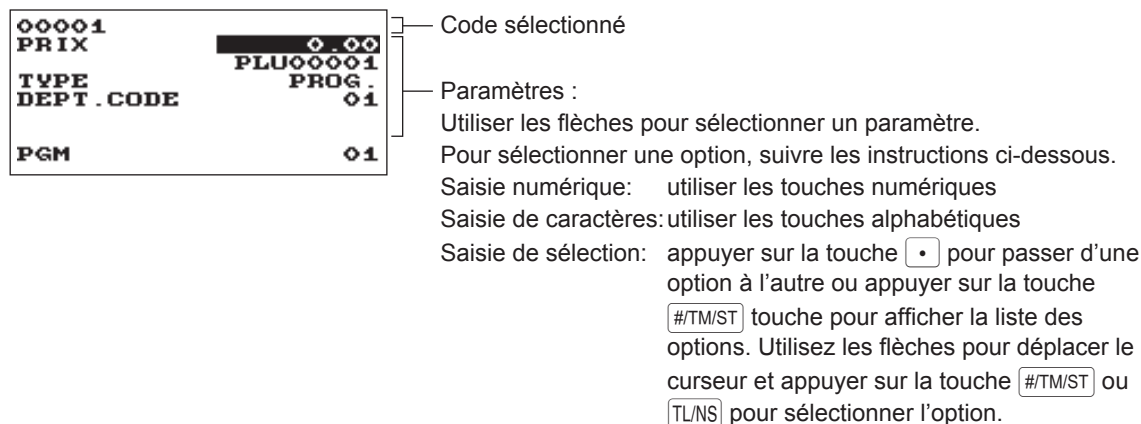 00001
PRIX 0.00
PLU00001
TYPE PROG.
DEPT.CODE 01
PGM 01
Code sélectionné
Paramètres :
Utiliser les flèches pour sélectionner un paramètre.
Pour sélectionner une option, suivre les instructions ci-dessous.
Saisie numérique: utiliser les touches numériques
Saisie de caractères: utiliser les touches alphabétiques
Saisie de sélection: appuyer sur la touche • pour passer d'une
option à l'autre ou appuyer sur la touche
#/TM/ST touche pour afficher la liste des
options. Utilisez les flèches pour déplacer le
curseur et appuyer sur la touche #/TM/ST ou
TL/NS pour sélectionner l'option.